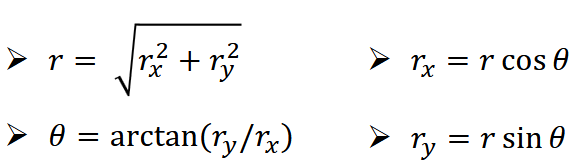 ➢ r = √(r_x² + r_y²)
➢ θ = arctan(r_y/r_x)
➢ r_x = r cos θ
➢ r_y = r sin θ